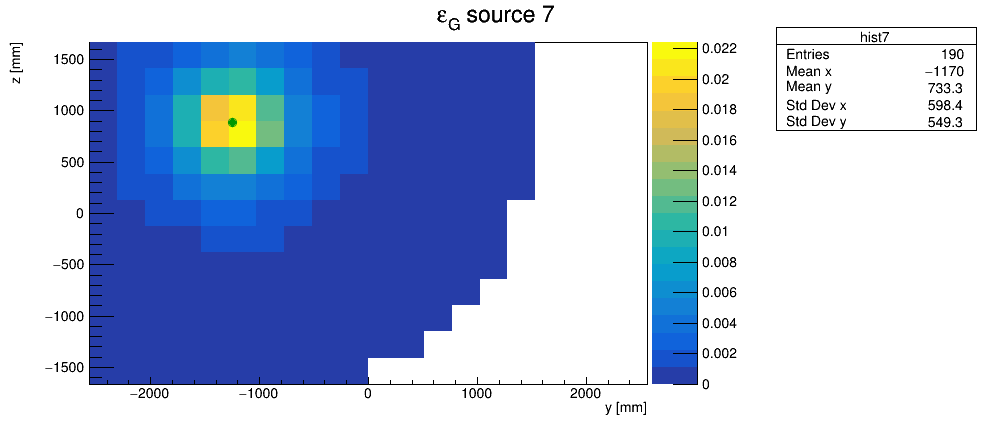 ε_G source 7
z [mm]
1500
1000
500
0
−500
−1000
−1500
−2000 −1000 0 1000 2000
y [mm]
0.022
0.02
0.018
0.016
0.014
0.012
0.01
0.008
0.006
0.004
0.002
0
hist7
Entries 190
Mean x −1170
Mean y 733.3
Std Dev x 598.4
Std Dev y 549.3